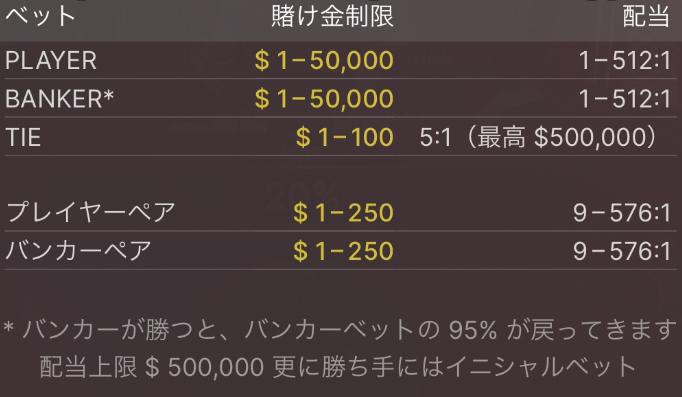 ベット 賭け金制限 配当
PLAYER $ 1–50,000 1–512:1
BANKER* $ 1–50,000 1–512:1
TIE $ 1–100 5:1（最高 $500,000）
プレイヤーペア $ 1–250 9–576:1
バンカーペア $ 1–250 9–576:1
* バンカーが勝つと、バンカーベットの 95% が戻ってきます
配当上限 $ 500,000 更に勝ち手にはイニシャルベット